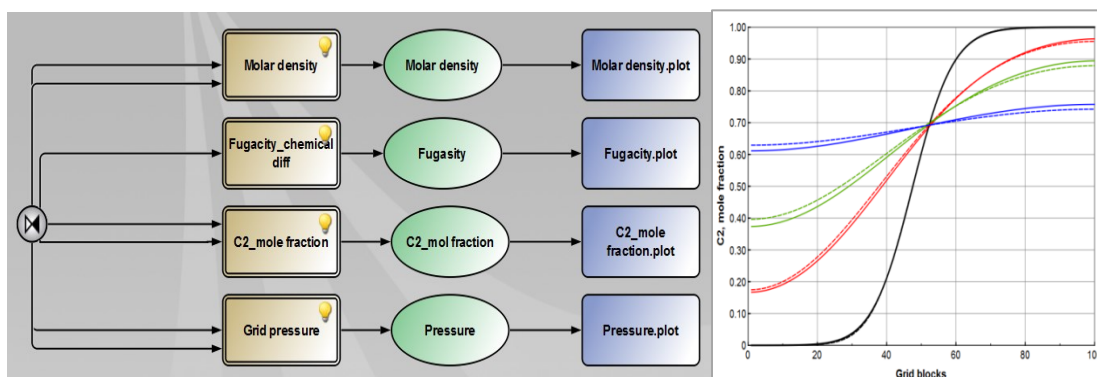 Molar density
Molar density
Molar density.plot
Fugacity_chemical
diff
Fugasity
Fugacity.plot
C2_mole fraction
C2_mol fraction
C2_mole
fraction.plot
Grid pressure
Pressure
Pressure.plot
C2, mole fraction
1.00
0.90
0.80
0.70
0.60
0.50
0.40
0.30
0.20
0.10
0.00
0 20 40 60 80 100
Grid blocks